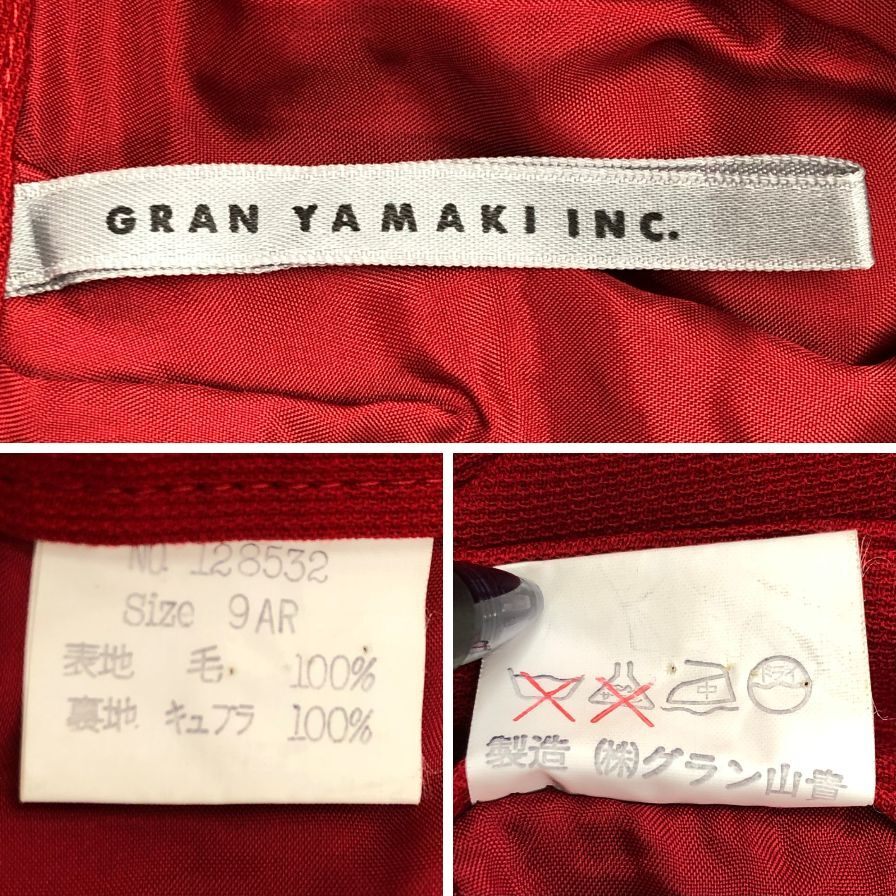 GRAN YAMAKI INC.
NO. 128532
Size 9AR
表地 毛 100%
裏地 キュプラ 100%
中
製造 (株)グラン山喜